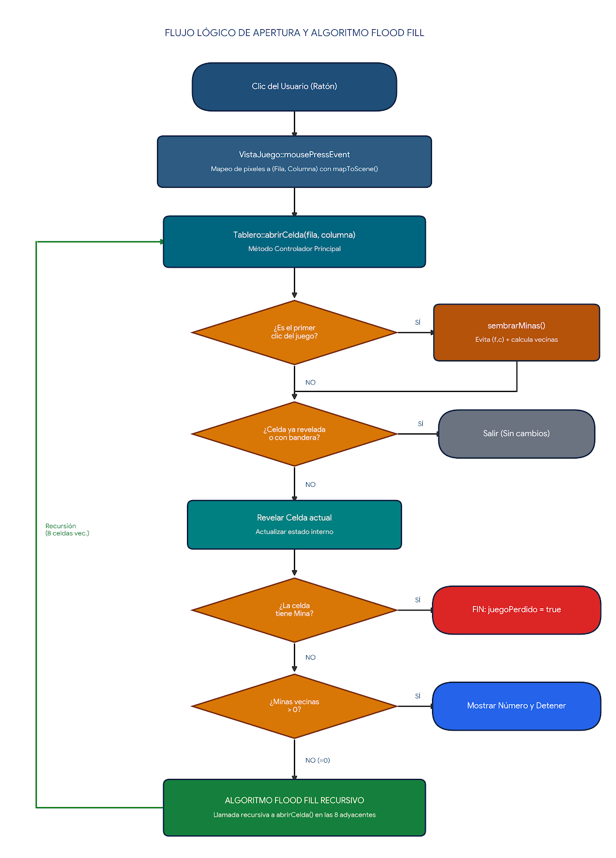 FLUJO LÓGICO DE APERTURA Y ALGORITMO FLOOD FILL
Clic del Usuario (Ratón)
VistaJuego::mousePressEvent
Mapeo de píxeles a (Fila, Columna) con mapToScene()
Tablero::abrirCelda(fila, columna)
Método Controlador Principal
¿Es el primer
clic del juego?
SÍ
sembrarMinas()
Evita (f,c) + calcula vecinas
NO
¿Celda ya revelada
o con bandera?
SÍ
Salir (Sin cambios)
NO
Revelar Celda actual
Actualizar estado interno
Recursión
(8 celdas vec.)
¿La celda
tiene Mina?
SÍ
FIN: juegoPerdido = true
NO
¿Minas vecinas
> 0?
SÍ
Mostrar Número y Detener
NO (=0)
ALGORITMO FLOOD FILL RECURSIVO
Llamada recursiva a abrirCelda() en las 8 adyacentes